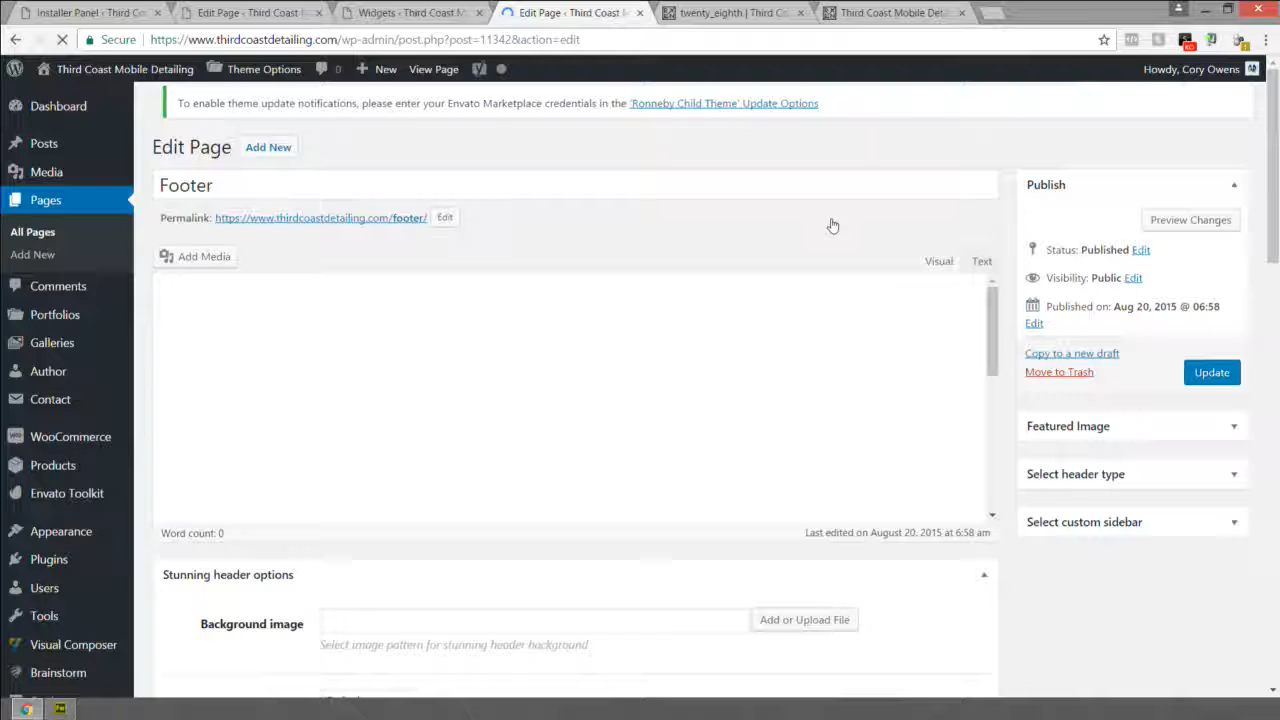 Installer Panel ‹ Third Co
Edit Page ‹ Third Coast M
Widgets ‹ Third Coast M
Edit Page ‹ Third Coast M
twenty_eighth | Third Co
Third Coast Mobile Det
Secure
https://www.thirdcoastdetailing.com/wp-admin/post.php?post=11342&action=edit
Third Coast Mobile Detailing
Theme Options
0
New
View Page
Howdy, Cory Owens
To enable theme update notifications, please enter your Envato Marketplace credentials in the 'Ronneby Child Theme' Update Options
Dashboard
Posts
Media
Pages
All Pages
Add New
Comments
Portfolios
Galleries
Author
Contact
WooCommerce
Products
Envato Toolkit
Appearance
Plugins
Users
Tools
Visual Composer
Brainstorm
Edit Page
Add New
Footer
Permalink: https://www.thirdcoastdetailing.com/footer/ Edit
Add Media
Visual
Text
Word count: 0
Last edited on August 20, 2015 at 6:58 am
Stunning header options
Background image
Add or Upload File
Select image pattern for stunning header background
Publish
Preview Changes
Status: Published Edit
Visibility: Public Edit
Published on: Aug 20, 2015 @ 06:58
Edit
Copy to a new draft
Move to Trash
Update
Featured Image
Select header type
Select custom sidebar